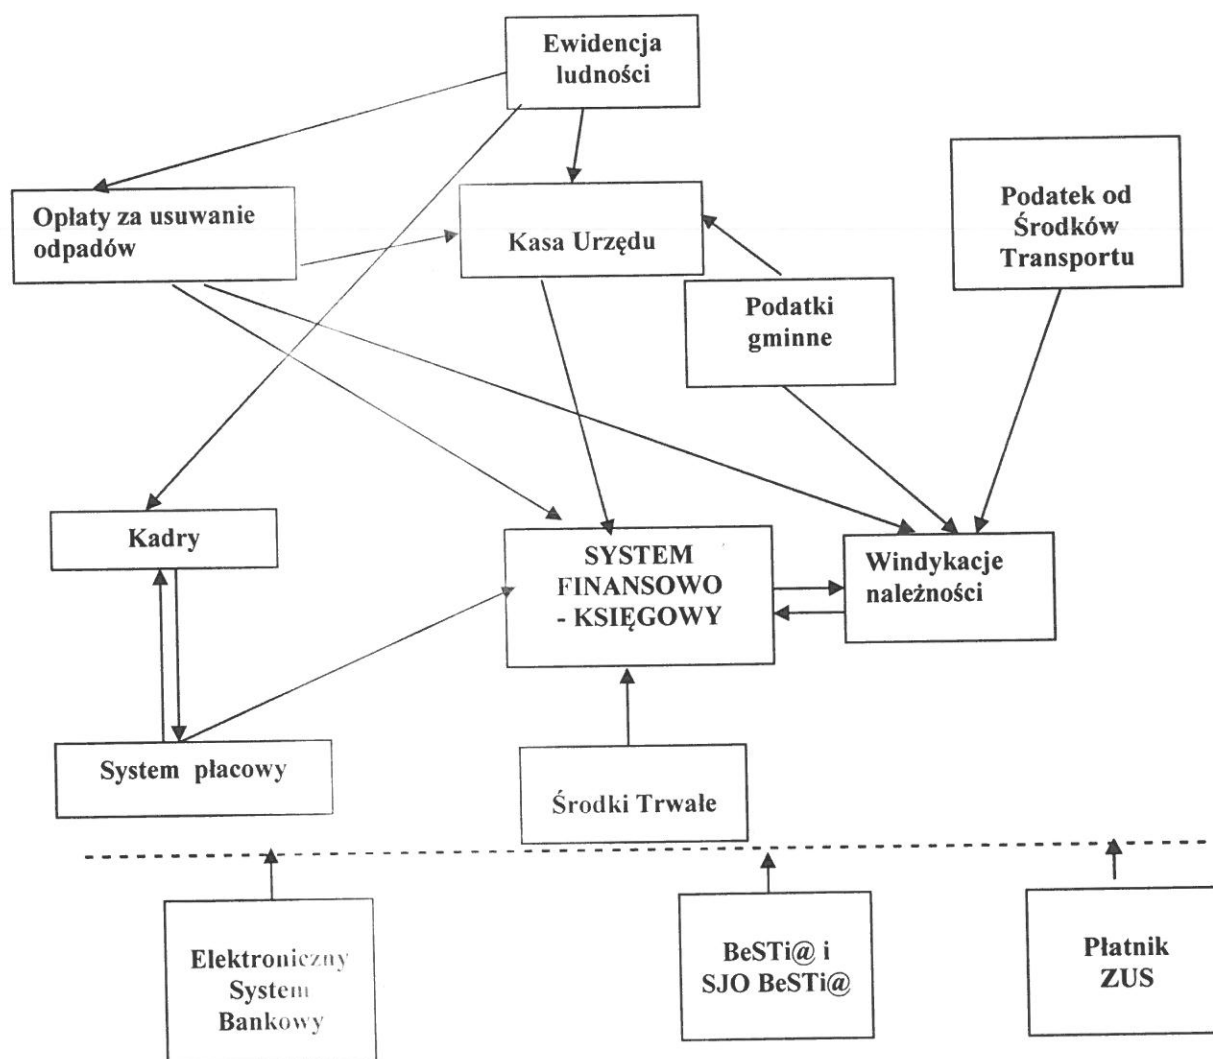 Ewidencja
ludności
Opłaty za usuwanie
odpadów
Kasa Urzędu
Podatek od
Środków
Transportu
Podatki
gminne
Kadry
SYSTEM
FINANSOWO
- KSIĘGOWY
Windykacje
należności
System płacowy
Środki Trwałe
Elektroniczny
System
Bankowy
BeSTi@ i
SJO BeSTi@
Płatnik
ZUS